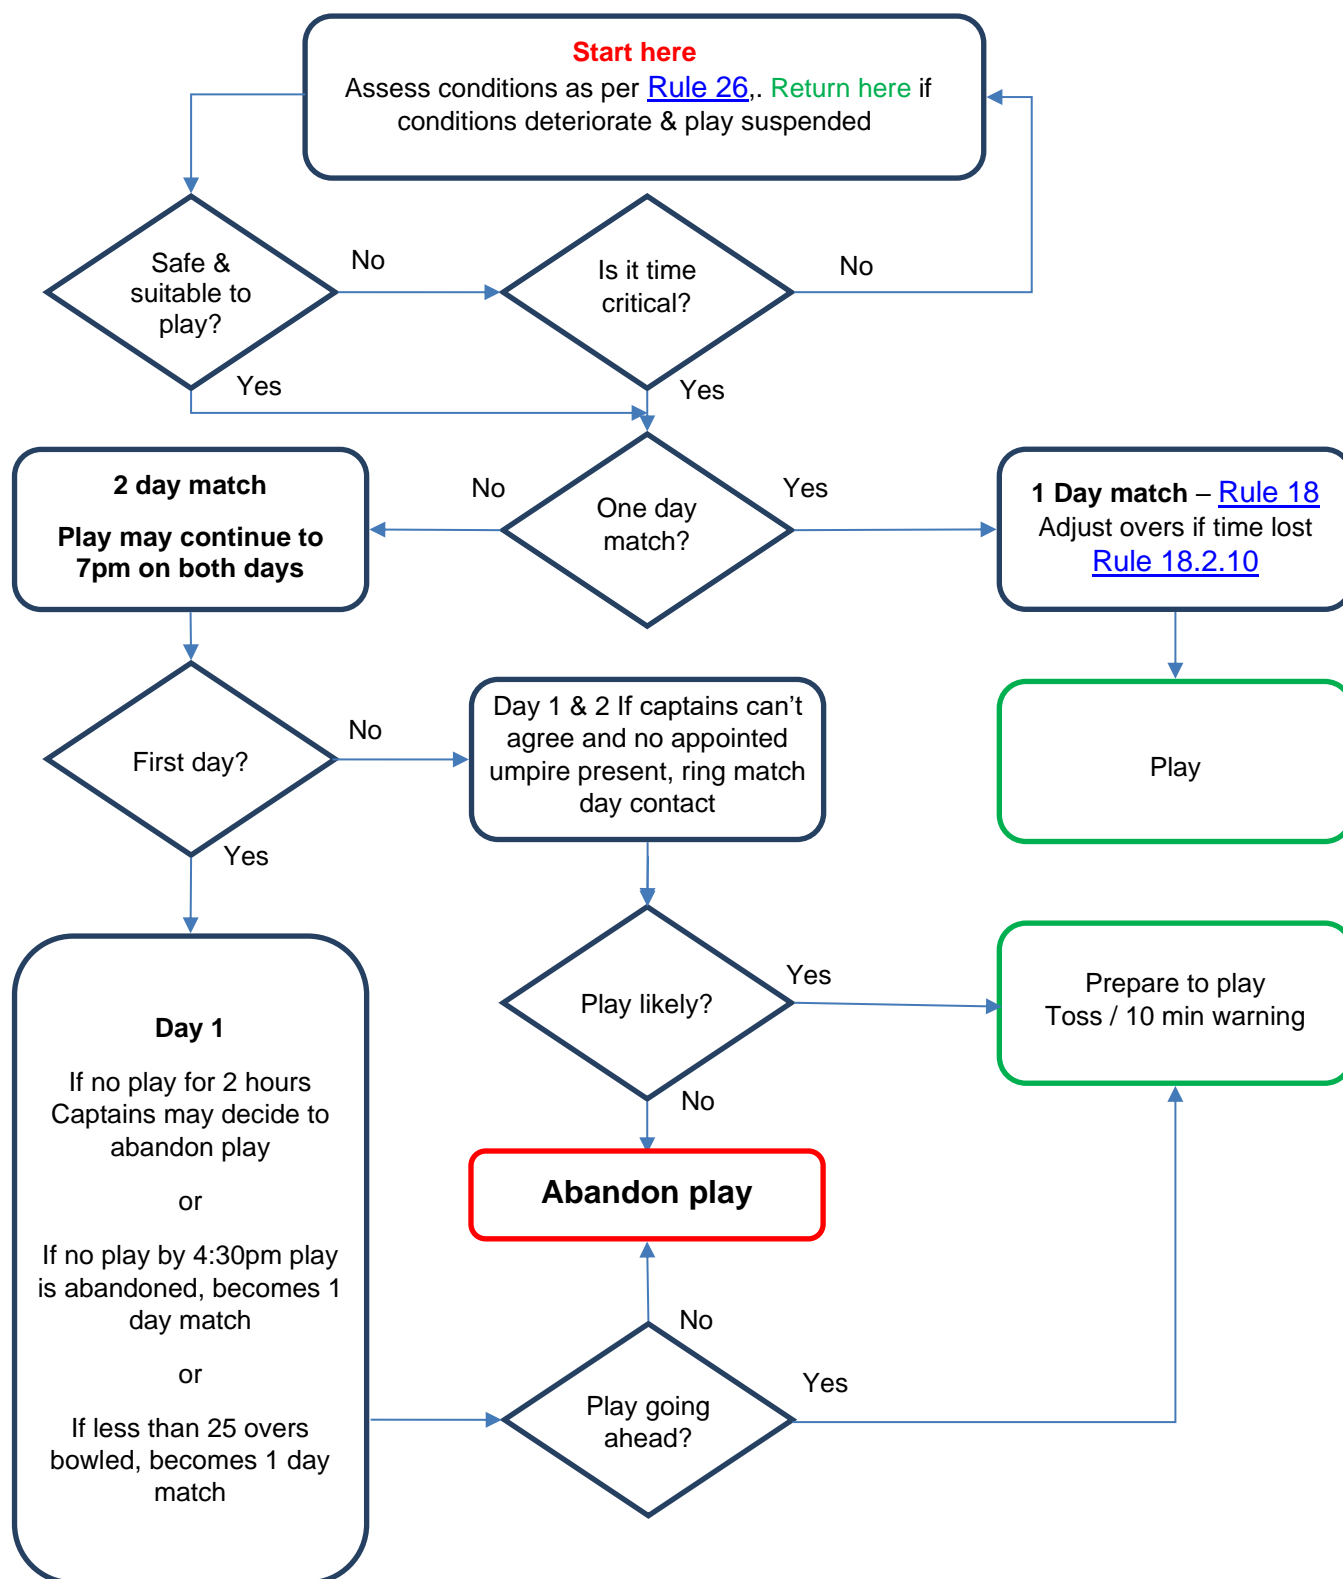 Start here
Assess conditions as per Rule 26,. Return here if
conditions deteriorate & play suspended
Safe &
suitable to
play?
No
Is it time
critical?
No
Yes
Yes
2 day match
Play may continue to
7pm on both days
No
One day
match?
Yes
1 Day match – Rule 18
Adjust overs if time lost
Rule 18.2.10
First day?
No
Day 1 & 2 If captains can’t
agree and no appointed
umpire present, ring match
day contact
Play
Yes
Day 1
If no play for 2 hours
Captains may decide to
abandon play
or
If no play by 4:30pm play
is abandoned, becomes 1
day match
or
If less than 25 overs
bowled, becomes 1 day
match
Play likely?
Yes
Prepare to play
Toss / 10 min warning
No
Abandon play
No
Play going
ahead?
Yes